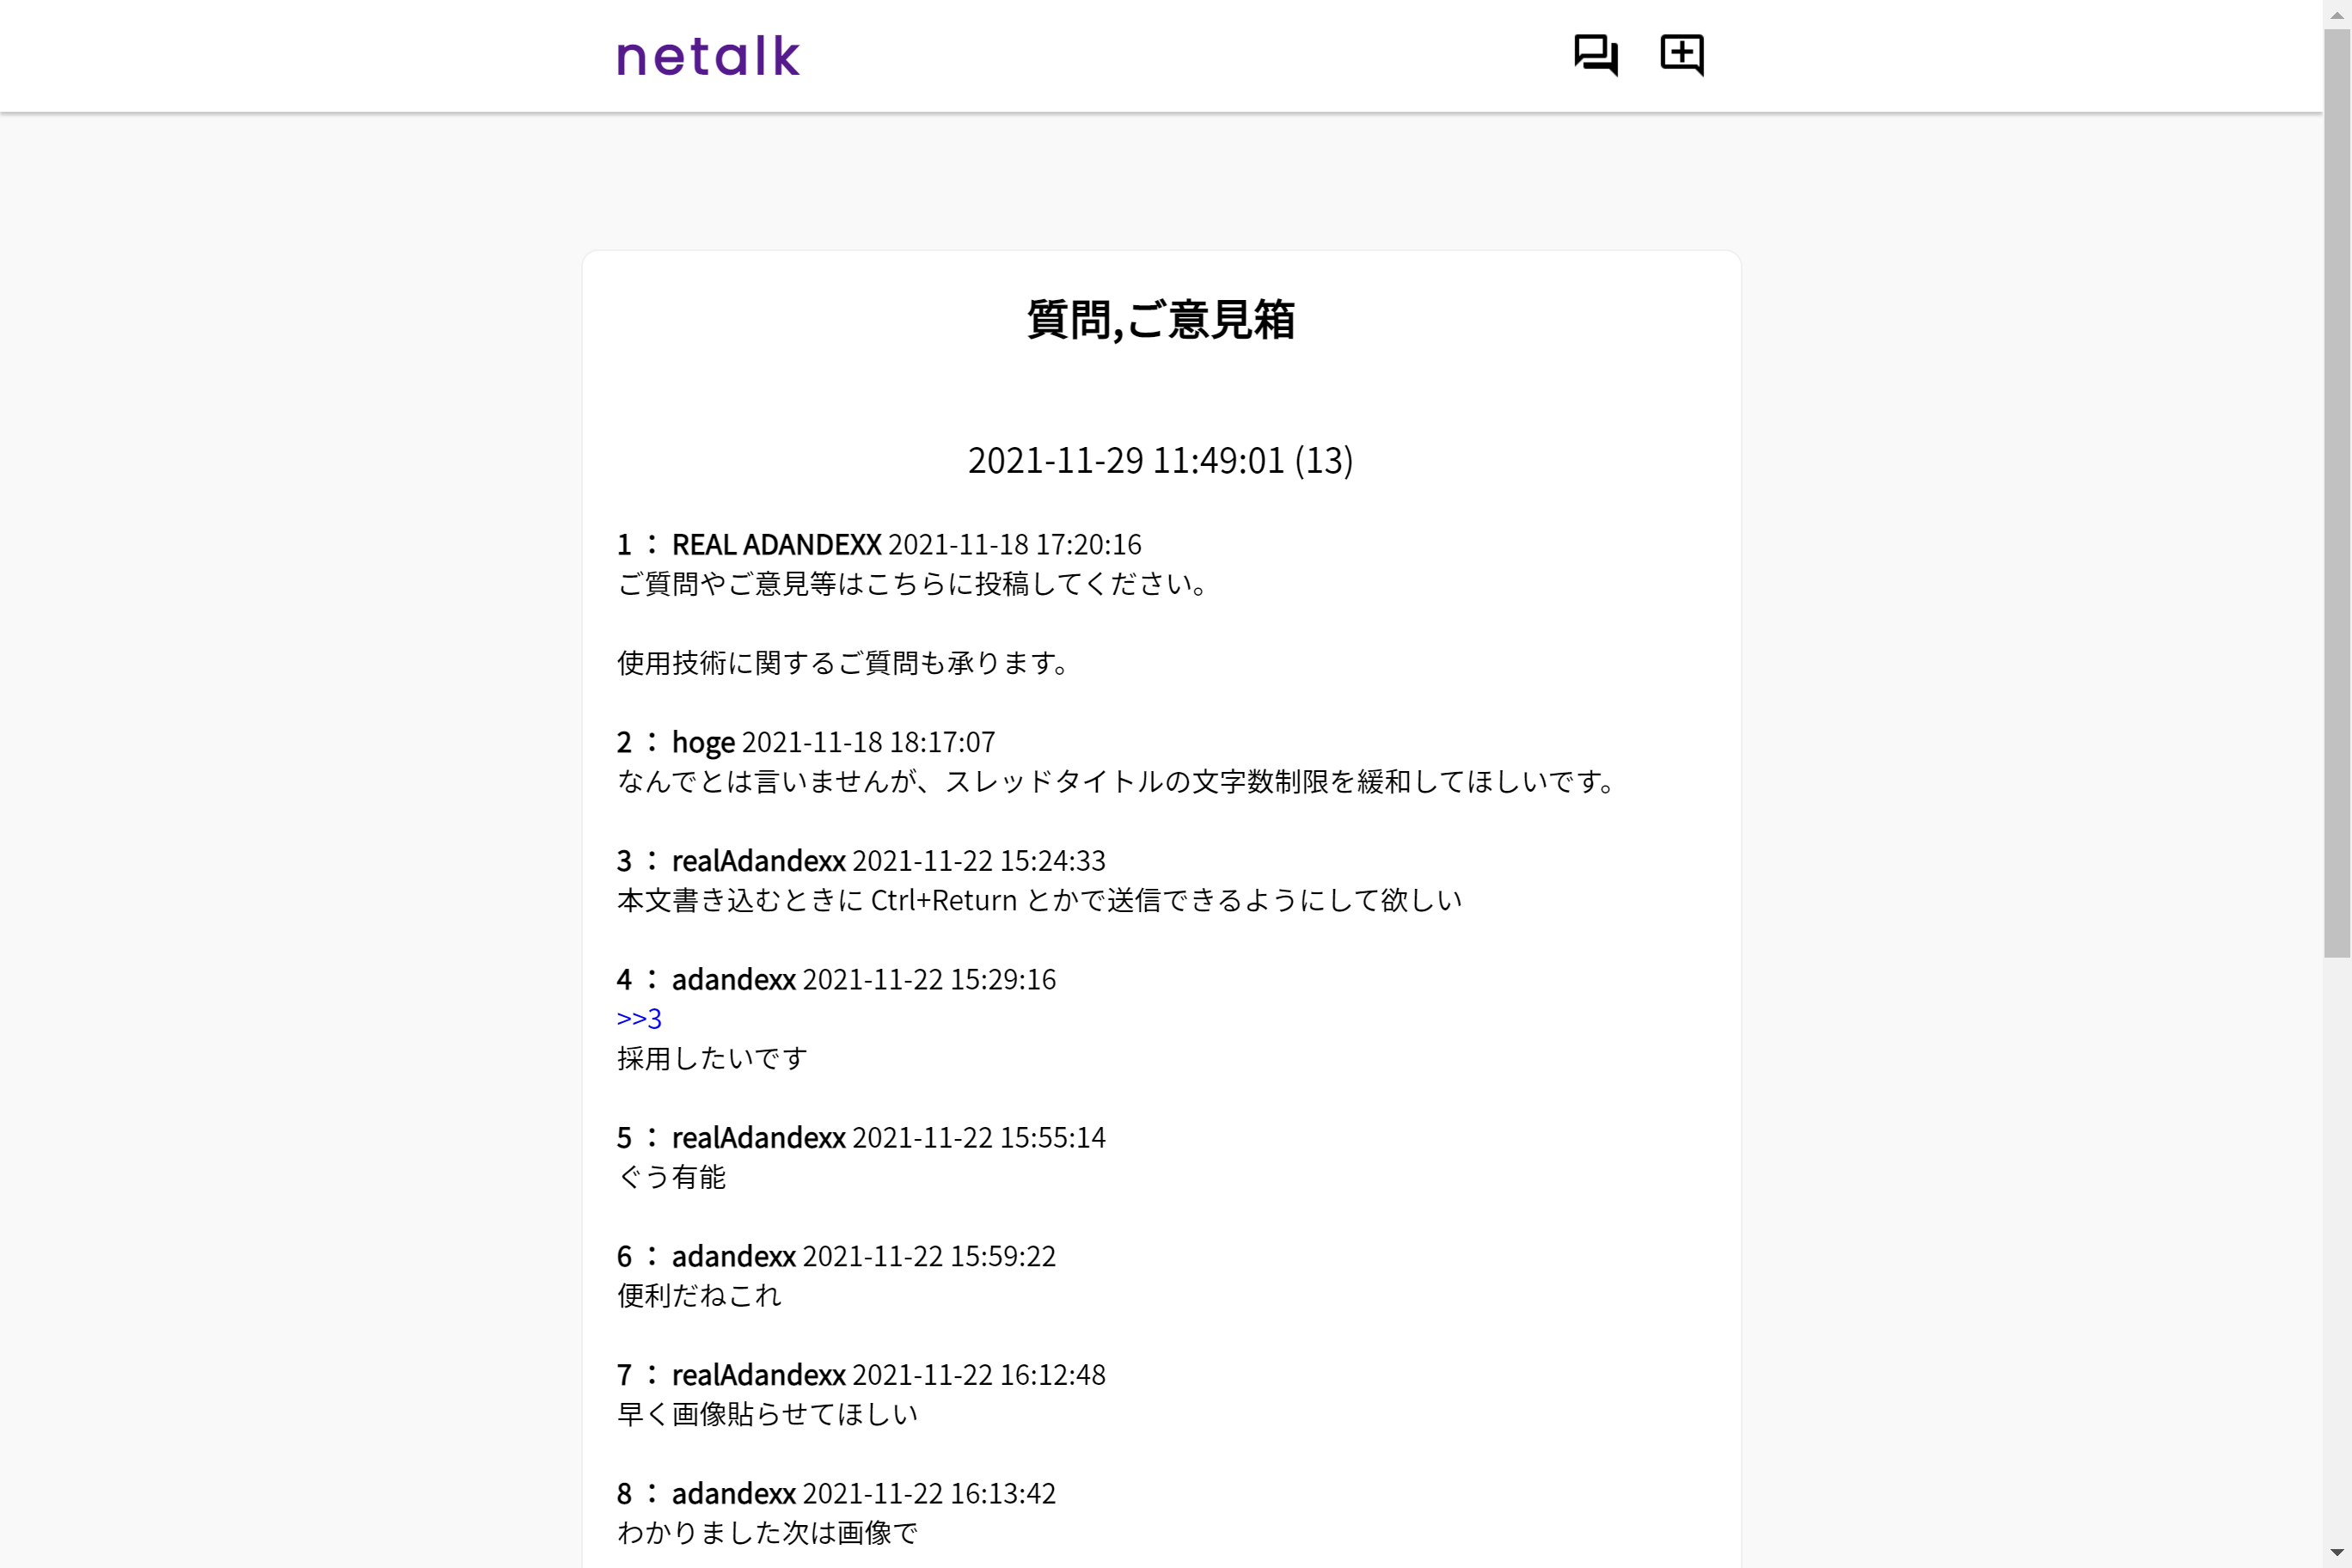 netalk
質問,ご意見箱
2021-11-29 11:49:01 (13)
1 ： REAL ADANDEXX 2021-11-18 17:20:16
ご質問やご意見等はこちらに投稿してください。
使用技術に関するご質問も承ります。
2 ： hoge 2021-11-18 18:17:07
なんでとは言いませんが、スレッドタイトルの文字数制限を緩和してほしいです。
3 ： realAdandexx 2021-11-22 15:24:33
本文書き込むときに Ctrl+Return とかで送信できるようにして欲しい
4 ： adandexx 2021-11-22 15:29:16
>>3
採用したいです
5 ： realAdandexx 2021-11-22 15:55:14
ぐう有能
6 ： adandexx 2021-11-22 15:59:22
便利だねこれ
7 ： realAdandexx 2021-11-22 16:12:48
早く画像貼らせてほしい
8 ： adandexx 2021-11-22 16:13:42
わかりました次は画像で